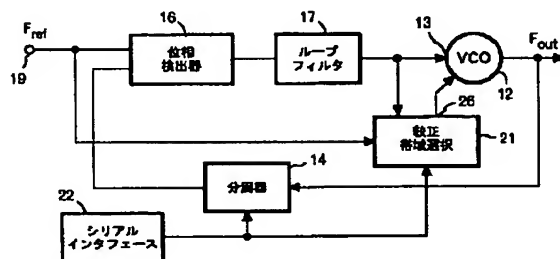 16
17
13
Fref
位相
検出器
ループ
フィルタ
VCO
Fout
19
12
26
較正
帯域選択
21
14
分周器
22
シリアル
インタフェース